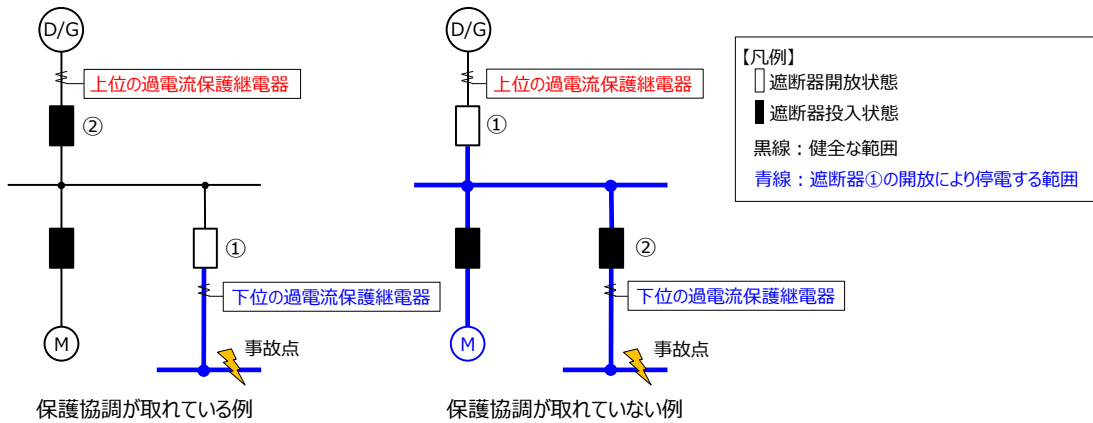 D/G
上位の過電流保護継電器
②
①
下位の過電流保護継電器
M
事故点
保護協調が取れている例
D/G
上位の過電流保護継電器
①
②
下位の過電流保護継電器
M
事故点
保護協調が取れていない例
【凡例】
遮断器開放状態
遮断器投入状態
黒線：健全な範囲
青線：遮断器①の開放により停電する範囲